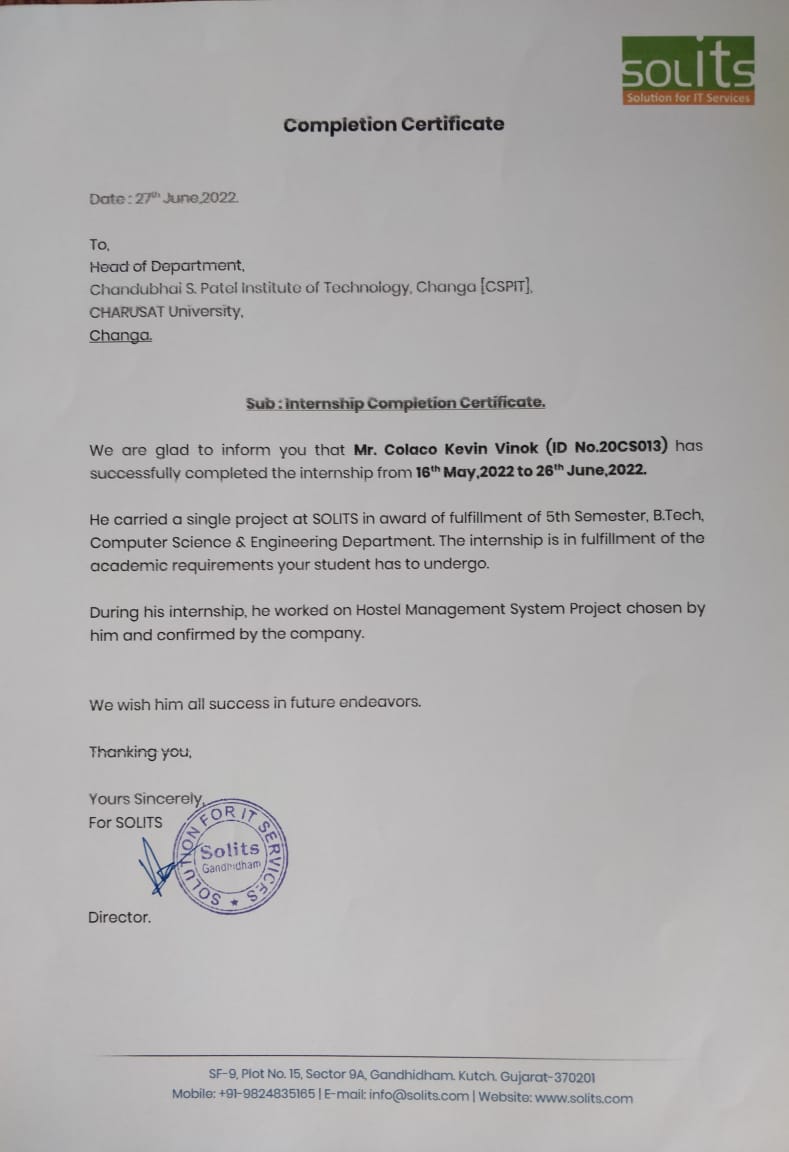 SOLITS
Solution for IT Services
Completion Certificate
Date : 27th June,2022.
To,
Head of Department,
Chandubhai S. Patel Institute of Technology, Changa [CSPIT],
CHARUSAT University,
Changa.
Sub : Internship Completion Certificate.
We are glad to inform you that Mr. Colaco Kevin Vinok (ID No.20CS013) has
successfully completed the internship from 16th May,2022 to 26th June,2022.
He carried a single project at SOLITS in award of fulfillment of 5th Semester, B.Tech,
Computer Science & Engineering Department. The internship is in fulfillment of the
academic requirements your student has to undergo.
During his internship, he worked on Hostel Management System Project chosen by
him and confirmed by the company.
We wish him all success in future endeavors.
Thanking you,
Yours Sincerely,
For SOLITS
SOLUTION FOR IT SERVICES
Solits
Gandhidham
Director.
SF-9, Plot No. 15, Sector 9A, Gandhidham. Kutch. Gujarat-370201
Mobile: +91-9824835165 | E-mail: info@solits.com | Website: www.solits.com